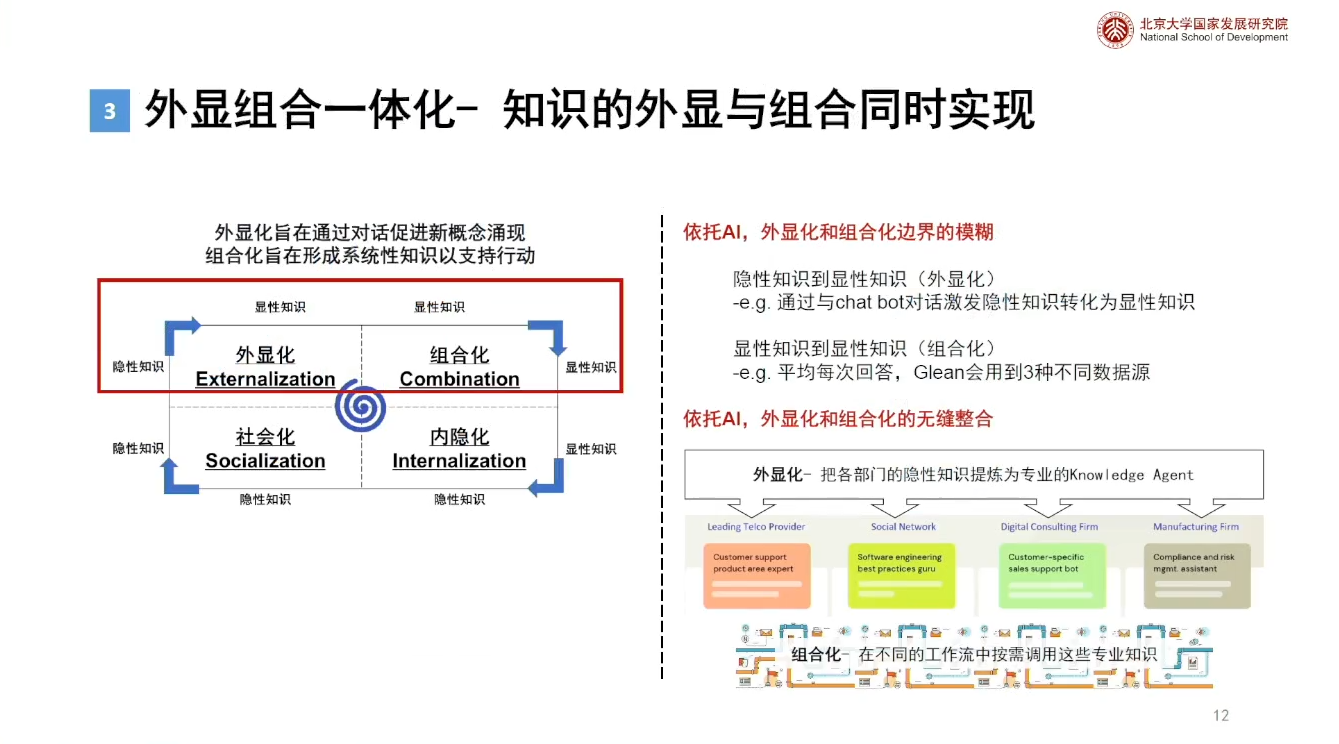 北京大学国家发展研究院
National School of Development
3 外显组合一体化- 知识的外显与组合同时实现
外显化旨在通过对话促进新概念涌现
组合化旨在形成系统性知识以支持行动
显性知识 显性知识
隐性知识 外显化 组合化 显性知识
Externalization Combination
隐性知识 社会化 内隐化 显性知识
Socialization Internalization
隐性知识 隐性知识
依托AI，外显化和组合化边界的模糊
隐性知识到显性知识（外显化）
-e.g. 通过与chat bot对话激发隐性知识转化为显性知识
显性知识到显性知识（组合化）
-e.g. 平均每次回答，Glean会用到3种不同数据源
依托AI，外显化和组合化的无缝整合
外显化- 把各部门的隐性知识提炼为专业的Knowledge Agent
Leading Telco Provider Social Network Digital Consulting Firm Manufacturing Firm
Customer support Software engineering Customer-specific Compliance and risk
product area expert best practices guru sales support bot mgmt. assistant
组合化- 在不同的工作流中按需调用这些专业知识
12